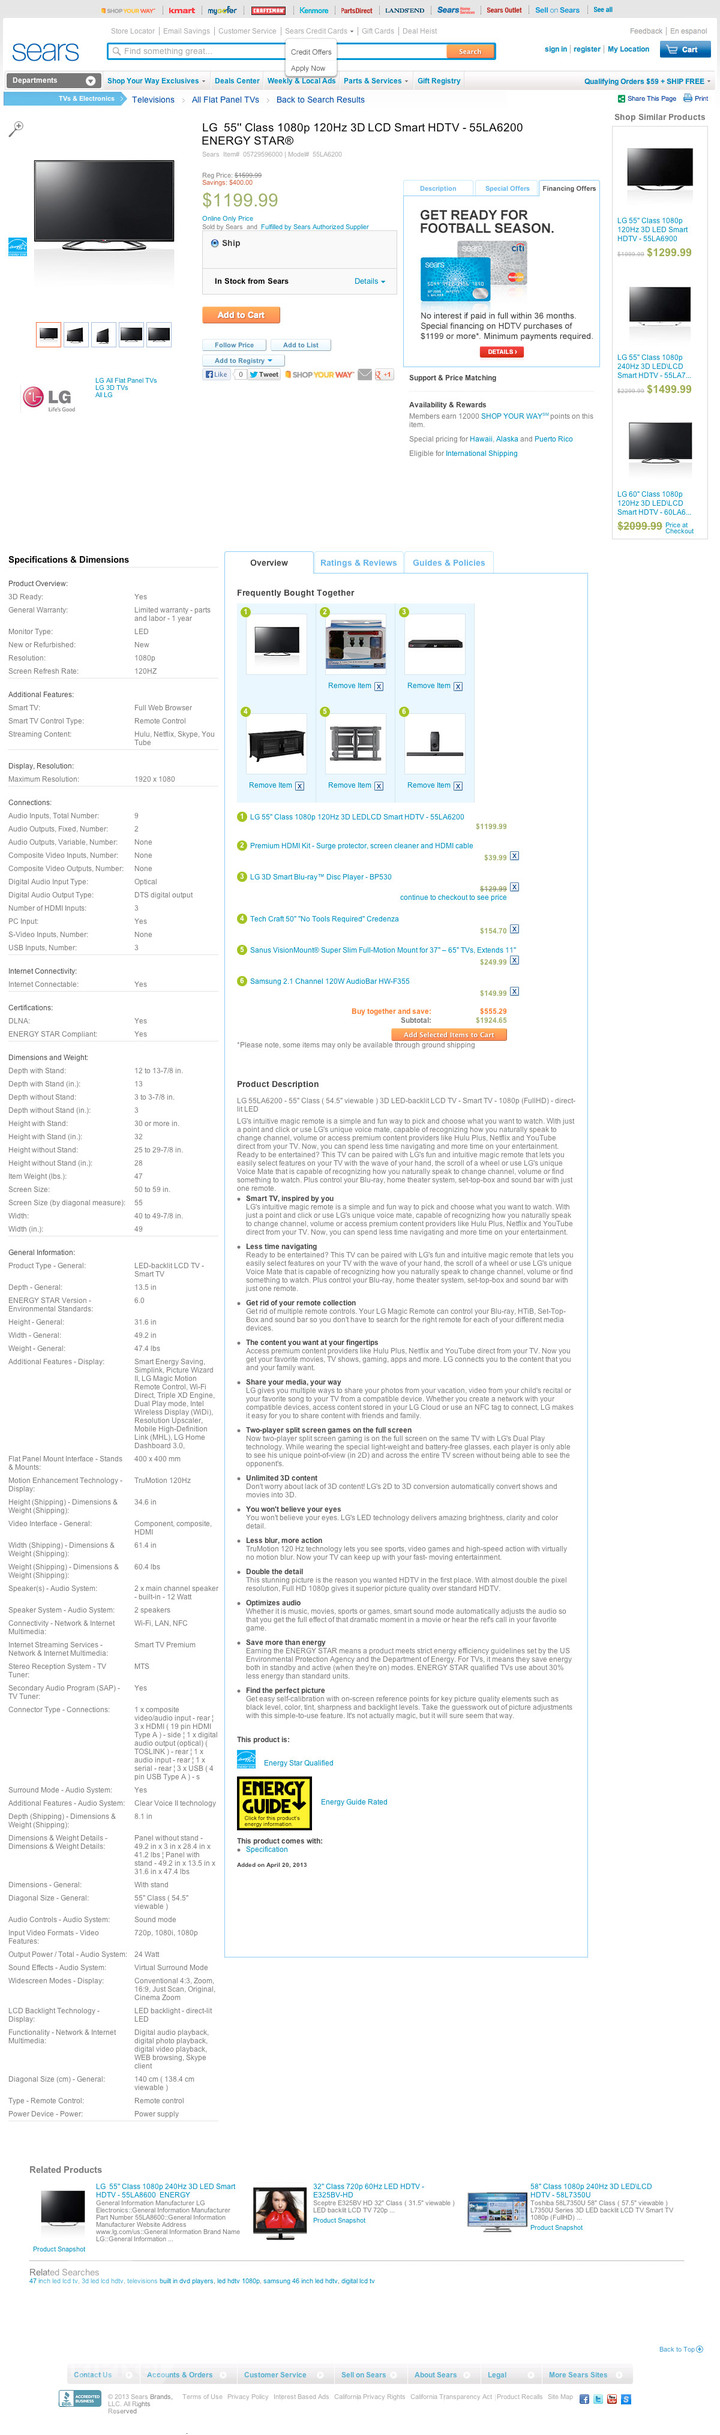 SHOP YOUR WAY kmart mygofer CRAFTSMAN Kenmore PartsDirect LANDS'END Sears Sears Outlet Sell on Sears See all
Store Locator Email Savings Customer Service Sears Credit Cards Gift Cards Deal Heist Feedback En espanol
sears
Find something great...
Credit Offers
Apply Now
Search
sign in register My Location Cart
Departments Shop Your Way Exclusives Deals Center Weekly & Local Ads Parts & Services Gift Registry Qualifying Orders $59 + SHIP FREE
TVs & Electronics Televisions All Flat Panel TVs Back to Search Results Share This Page Print
LG 55" Class 1080p 120Hz 3D LCD Smart HDTV - 55LA6200
ENERGY STAR®
Sears Item# 05729596000 | Model# 55LA6200
Reg Price: $1599.99
Savings: $400.00
$1199.99
Online Only Price
Sold by Sears and Fulfilled by Sears Authorized Supplier
Ship
In Stock from Sears Details
Add to Cart
Follow Price Add to List
Add to Registry
Like 0 Tweet SHOP YOUR WAY +1
LG
Life's Good
LG All Flat Panel TVs
LG 3D TVs
All LG
Description Special Offers Financing Offers
GET READY FOR
FOOTBALL SEASON.
sears citi
No interest if paid in full within 36 months.
Special financing on HDTV purchases of
$1199 or more*. Minimum payments required.
DETAILS
Support & Price Matching
Availability & Rewards
Members earn 12000 SHOP YOUR WAY points on this
item.
Special pricing for Hawaii, Alaska and Puerto Rico
Eligible for International Shipping
Shop Similar Products
LG 55" Class 1080p
120Hz 3D LED Smart
HDTV - 55LA6900
$1999.99 $1299.99
LG 55" Class 1080p
240Hz 3D LED\LCD
Smart HDTV - 55LA7...
$2299.99 $1499.99
LG 60" Class 1080p
120Hz 3D LED\LCD
Smart HDTV - 60LA6...
$2099.99 Price at
Checkout
Specifications & Dimensions
Product Overview:
3D Ready: Yes
General Warranty: Limited warranty - parts
and labor - 1 year
Monitor Type: LED
New or Refurbished: New
Resolution: 1080p
Screen Refresh Rate: 120HZ
Additional Features:
Smart TV: Full Web Browser
Smart TV Control Type: Remote Control
Streaming Content: Hulu, Netflix, Skype, You
Tube
Display, Resolution:
Maximum Resolution: 1920 x 1080
Connections:
Audio Inputs, Total Number: 9
Audio Outputs, Fixed, Number: 2
Audio Outputs, Variable, Number: None
Composite Video Inputs, Number: None
Composite Video Outputs, Number: None
Digital Audio Input Type: Optical
Digital Audio Output Type: DTS digital output
Number of HDMI Inputs: 3
PC Input: Yes
S-Video Inputs, Number: None
USB Inputs, Number: 3
Internet Connectivity:
Internet Connectable: Yes
Certifications:
DLNA: Yes
ENERGY STAR Compliant: Yes
Dimensions and Weight:
Depth with Stand: 12 to 13-7/8 in.
Depth with Stand (in.): 13
Depth without Stand: 3 to 3-7/8 in.
Depth without Stand (in.): 3
Height with Stand: 30 or more in.
Height with Stand (in.): 32
Height without Stand: 25 to 29-7/8 in.
Height without Stand (in.): 28
Item Weight (lbs.): 47
Screen Size: 50 to 59 in.
Screen Size (by diagonal measure): 55
Width: 40 to 49-7/8 in.
Width (in.): 49
General Information:
Product Type - General: LED-backlit LCD TV -
Smart TV
Depth - General: 13.5 in
ENERGY STAR Version - 6.0
Environmental Standards:
Height - General: 31.6 in
Width - General: 49.2 in
Weight - General: 47.4 lbs
Additional Features - Display: Smart Energy Saving,
Simplink, Picture Wizard
II, LG Magic Motion
Remote Control, Wi-Fi
Direct, Triple XD Engine,
Dual Play mode, Intel
Wireless Display (WiDi),
Resolution Upscaler,
Mobile High-Definition
Link (MHL), LG Home
Dashboard 3.0,
Flat Panel Mount Interface - Stands 400 x 400 mm
& Mounts:
Motion Enhancement Technology - TruMotion 120Hz
Display:
Height (Shipping) - Dimensions & 34.6 in
Weight (Shipping):
Video Interface - General: Component, composite,
HDMI
Width (Shipping) - Dimensions & 61.4 in
Weight (Shipping):
Weight (Shipping) - Dimensions & 60.4 lbs
Weight (Shipping):
Speaker(s) - Audio System: 2 x main channel speaker
- built-in - 12 Watt
Speaker System - Audio System: 2 speakers
Connectivity - Network & Internet Wi-Fi, LAN, NFC
Multimedia:
Internet Streaming Services - Smart TV Premium
Network & Internet Multimedia:
Stereo Reception System - TV MTS
Tuner:
Secondary Audio Program (SAP) - Yes
TV Tuner:
Connector Type - Connections: 1 x composite
video/audio input - rear ¦
3 x HDMI ( 19 pin HDMI
Type A ) - side ¦ 1 x digital
audio output (optical) (
TOSLINK ) - rear ¦ 1 x
audio input - rear ¦ 1 x
serial - rear ¦ 3 x USB ( 4
pin USB Type A ) - s
Surround Mode - Audio System: Yes
Additional Features - Audio System: Clear Voice II technology
Depth (Shipping) - Dimensions & 8.1 in
Weight (Shipping):
Dimensions & Weight Details - Panel without stand -
Dimensions & Weight Details: 49.2 in x 3 in x 28.4 in x
41.2 lbs ¦ Panel with
stand - 49.2 in x 13.5 in x
31.6 in x 47.4 lbs
Dimensions - General: With stand
Diagonal Size - General: 55" Class ( 54.5"
viewable )
Audio Controls - Audio System: Sound mode
Input Video Formats - Video 720p, 1080i, 1080p
Features:
Output Power / Total - Audio System: 24 Watt
Sound Effects - Audio System: Virtual Surround Mode
Widescreen Modes - Display: Conventional 4:3, Zoom,
16:9, Just Scan, Original,
Cinema Zoom
LCD Backlight Technology - LED backlight - direct-lit
Display: LED
Functionality - Network & Internet Digital audio playback,
Multimedia: digital photo playback,
digital video playback,
WEB browsing, Skype
client
Diagonal Size (cm) - General: 140 cm ( 138.4 cm
viewable )
Type - Remote Control: Remote control
Power Device - Power: Power supply
Overview Ratings & Reviews Guides & Policies
Frequently Bought Together
1 2 3
Remove Item X Remove Item X
4 5 6
Remove Item X Remove Item X Remove Item X
1 LG 55" Class 1080p 120Hz 3D LEDLCD Smart HDTV - 55LA6200
$1199.99
2 Premium HDMI Kit - Surge protector, screen cleaner and HDMI cable
$39.99 X
3 LG 3D Smart Blu-ray™ Disc Player - BP530
$129.99 X
continue to checkout to see price
4 Tech Craft 50" "No Tools Required" Credenza
$154.70 X
5 Sanus VisionMount® Super Slim Full-Motion Mount for 37" – 65" TVs, Extends 11"
$249.99 X
6 Samsung 2.1 Channel 120W AudioBar HW-F355
$149.99 X
Buy together and save: $555.29
Subtotal: $1924.65
Add Selected Items to Cart
*Please note, some items may only be available through ground shipping
Product Description
LG 55LA6200 - 55" Class ( 54.5" viewable ) 3D LED-backlit LCD TV - Smart TV - 1080p (FullHD) - direct-
lit LED
LG's intuitive magic remote is a simple and fun way to pick and choose what you want to watch. With just
a point and click or use LG's unique voice mate, capable of recognizing how you naturally speak to
change channel, volume or access premium content providers like Hulu Plus, Netflix and YouTube
direct from your TV. Now, you can spend less time navigating and more time on your entertainment.
Ready to be entertained? This TV can be paired with LG's fun and intuitive magic remote that lets you
easily select features on your TV with the wave of your hand, the scroll of a wheel or use LG's unique
Voice Mate that is capable of recognizing how you naturally speak to change channel, volume or find
something to watch. Plus control your Blu-ray, home theater system, set-top-box and sound bar with just
one remote.
Smart TV, inspired by you
LG's intuitive magic remote is a simple and fun way to pick and choose what you want to watch. With
just a point and click or use LG's unique voice mate, capable of recognizing how you naturally speak
to change channel, volume or access premium content providers like Hulu Plus, Netflix and YouTube
direct from your TV. Now, you can spend less time navigating and more time on your entertainment.
Less time navigating
Ready to be entertained? This TV can be paired with LG's fun and intuitive magic remote that lets you
easily select features on your TV with the wave of your hand, the scroll of a wheel or use LG's unique
Voice Mate that is capable of recognizing how you naturally speak to change channel, volume or find
something to watch. Plus control your Blu-ray, home theater system, set-top-box and sound bar with
just one remote.
Get rid of your remote collection
Get rid of multiple remote controls. Your LG Magic Remote can control your Blu-ray, HTiB, Set-Top-
Box and sound bar so you don't have to search for the right remote for each of your different media
devices.
The content you want at your fingertips
Access premium content providers like Hulu Plus, Netflix and YouTube direct from your TV. Now you
get your favorite movies, TV shows, gaming, apps and more. LG connects you to the content that you
and your family want.
Share your media, your way
LG gives you multiple ways to share your photos from your vacation, video from your child's recital or
your favorite song to your TV from a compatible device. Whether you create a network with your
compatible devices, access content stored in your LG Cloud or use an NFC tag to connect, LG makes
it easy for you to share content with friends and family.
Two-player split screen games on the full screen
Now two-player split screen gaming is on the full screen on the same TV with LG's Dual Play
technology. While wearing the special light-weight and battery-free glasses, each player is only able
to see his unique point-of-view (in 2D) and across the entire TV screen without being able to see the
opponent's.
Unlimited 3D content
Don't worry about lack of 3D content! LG's 2D to 3D conversion automatically convert shows and
movies into 3D.
You won't believe your eyes
You won't believe your eyes. LG's LED technology delivers amazing brightness, clarity and color
detail.
Less blur, more action
TruMotion 120 Hz technology lets you see sports, video games and high-speed action with virtually
no motion blur. Now your TV can keep up with your fast- moving entertainment.
Double the detail
This stunning picture is the reason you wanted HDTV in the first place. With almost double the pixel
resolution, Full HD 1080p gives it superior picture quality over standard HDTV.
Optimizes audio
Whether it is music, movies, sports or games, smart sound mode automatically adjusts the audio so
that you get the full effect of that dramatic moment in a movie or hear the ref's call in your favorite
game.
Save more than energy
Earning the ENERGY STAR means a product meets strict energy efficiency guidelines set by the US
Environmental Protection Agency and the Department of Energy. For TVs, it means they save energy
both in standby and active (when they're on) modes. ENERGY STAR qualified TVs use about 30%
less energy than standard units.
Find the perfect picture
Get easy self-calibration with on-screen reference points for key picture quality elements such as
black level, color, tint, sharpness and backlight levels. Take the guesswork out of picture adjustments
with this simple-to-use feature. It's not actually magic, but it will sure seem that way.
This product is:
Energy Star Qualified
ENERGY
GUIDE
Click for this product's
energy information.
Energy Guide Rated
This product comes with:
Specification
Added on April 20, 2013
Related Products
LG 55" Class 1080p 240Hz 3D LED Smart
HDTV - 55LA8600 ENERGY
General Information Manufacturer LG
Electronics::General Information Manufacturer
Part Number 55LA8600::General Information
Manufacturer Website Address
www.lg.com/us::General Information Brand Name
LG::General Information ...
Product Snapshot
32" Class 720p 60Hz LED HDTV -
E325BV-HD
Sceptre E325BV HD 32" Class ( 31.5" viewable )
LED backlit LCD TV 720p ...
Product Snapshot
58" Class 1080p 240Hz 3D LED\LCD
HDTV - 58L7350U
Toshiba 58L7350U 58" Class ( 57.5" viewable )
L7350U Series 3D LED backlit LCD TV Smart TV
1080p (FullHD) ...
Product Snapshot
Related Searches
47 inch led lcd tv, 3d led lcd hdtv, televisions built in dvd players, led hdtv 1080p, samsung 46 inch led hdtv, digital lcd tv
Back to Top
Contact Us Accounts & Orders Customer Service Sell on Sears About Sears Legal More Sears Sites
BBB ACCREDITED BUSINESS
© 2013 Sears Brands,
LLC. All Rights
Reserved
Terms of Use Privacy Policy Interest Based Ads California Privacy Rights California Transparency Act Product Recalls Site Map